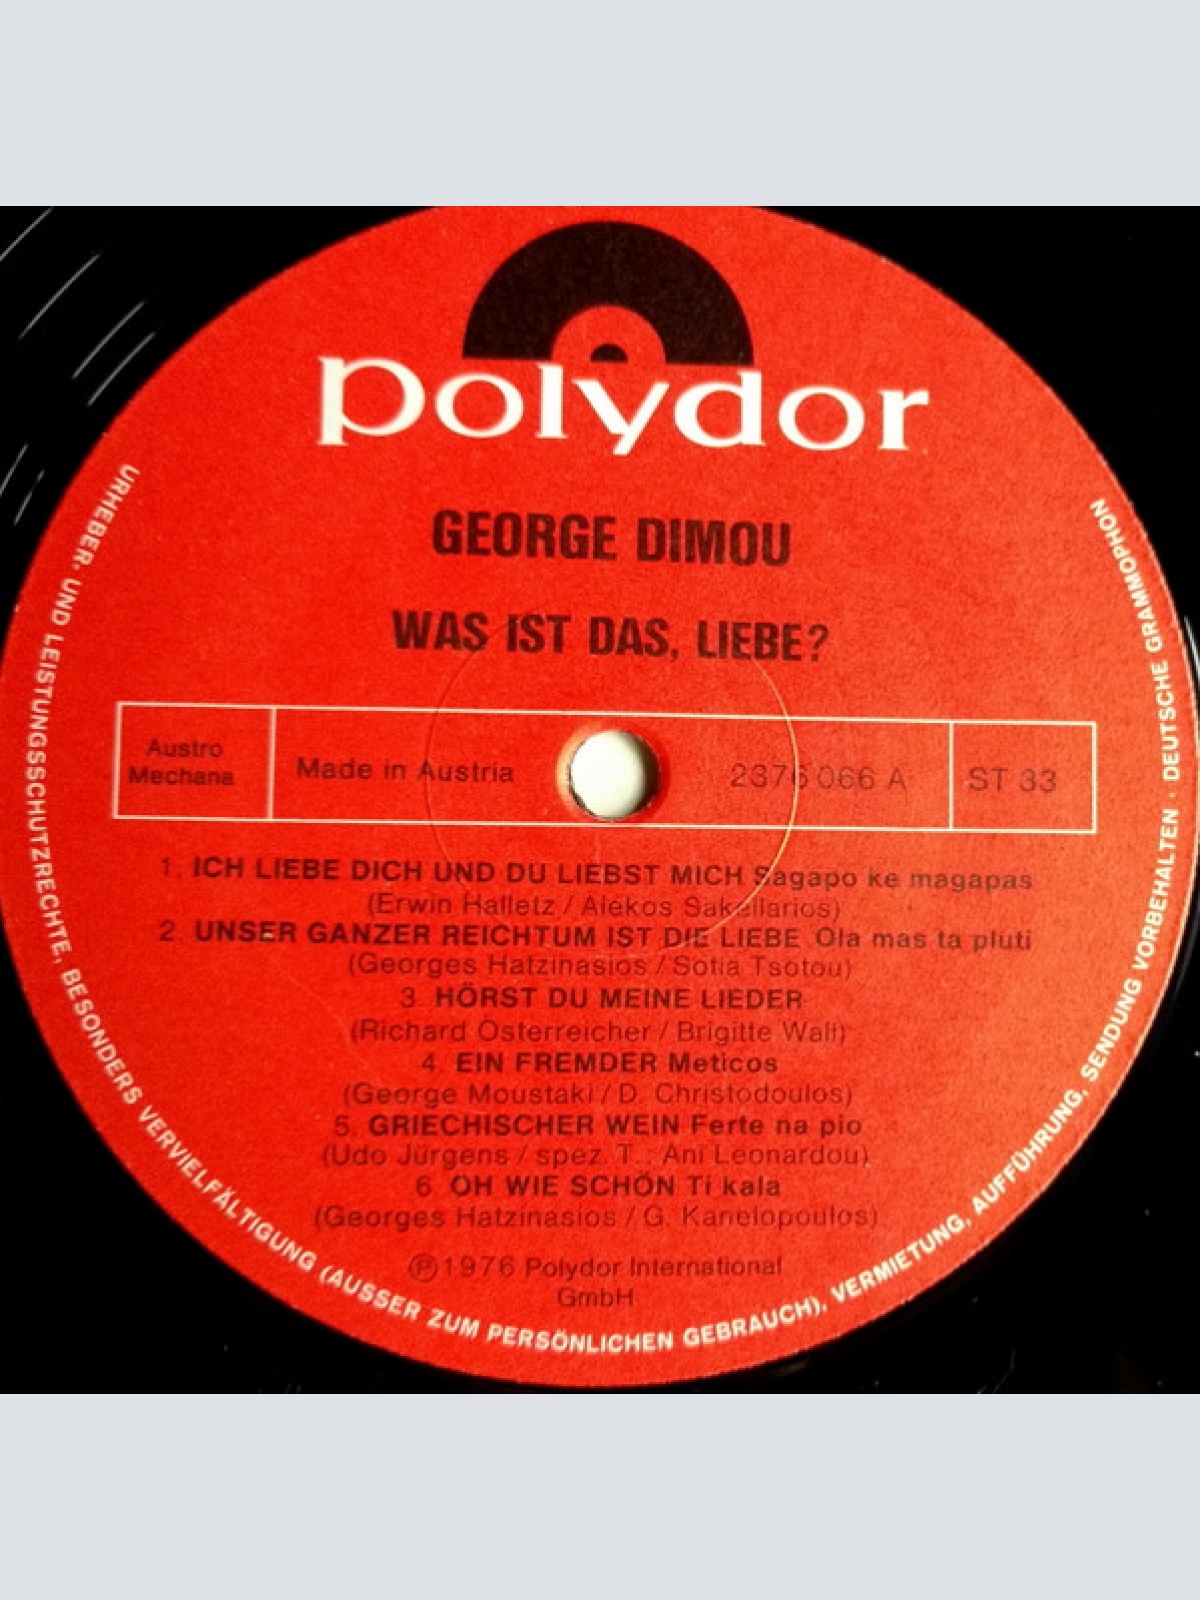 polydor
GEORGE DIMOU
WAS IST DAS, LIEBE?
Austro
Mechana
Made in Austria
2376 066 A
ST 33
1. ICH LIEBE DICH UND DU LIEBST MICH Sagapo ke magapas
(Erwin Halletz / Alekos Sakellarios)
2. UNSER GANZER REICHTUM IST DIE LIEBE Ola mas ta pluti
(Georges Hatzinasios / Sotia Tsotou)
3. HÖRST DU MEINE LIEDER
(Richard Österreicher / Brigitte Wall)
4. EIN FREMDER Meticos
(George Moustaki / D. Christodoulos)
5. GRIECHISCHER WEIN Ferte na pio
(Udo Jürgens / spez. T.: Ani Leonardou)
6. OH WIE SCHÖN Ti kala
(Georges Hatzinasios / G. Kanelopoulos)
℗ 1976 Polydor International
GmbH
URHEBER- UND LEISTUNGSSCHUTZRECHTE, BESONDERS VERVIELFÄLTIGUNG (AUSSER ZUM PERSÖNLICHEN GEBRAUCH), VERMIETUNG, AUFFÜHRUNG, SENDUNG VORBEHALTEN · DEUTSCHE GRAMMOPHON